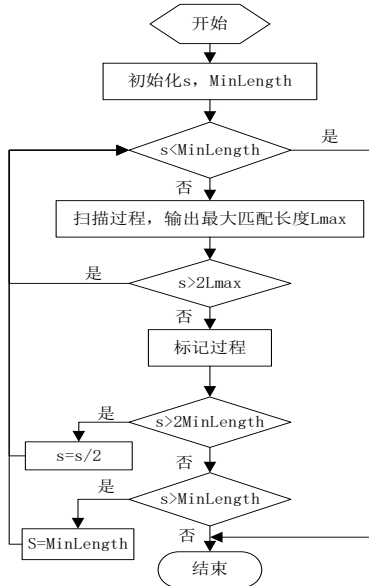 开始
初始化s，MinLength
s<MinLength
是
否
扫描过程，输出最大匹配长度Lmax
是
s>2Lmax
否
标记过程
s>2MinLength
是
s=s/2
否
是
s>MinLength
S=MinLength
否
结束